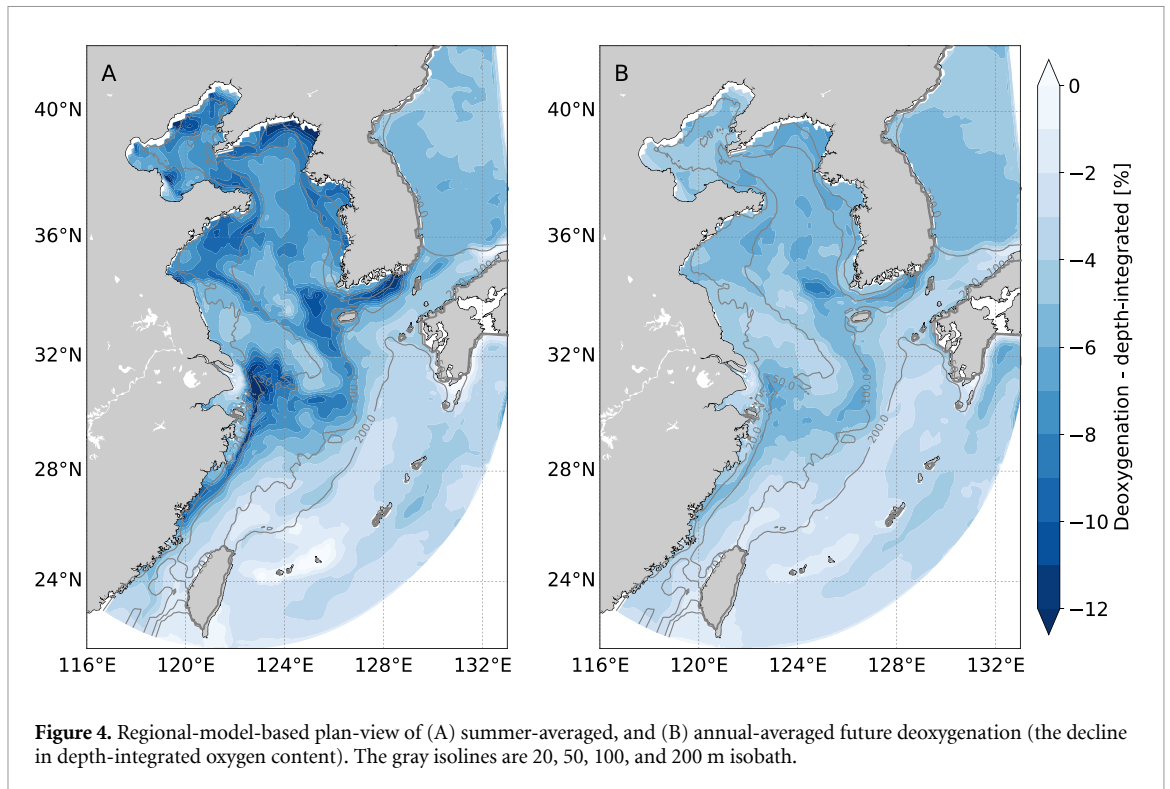 A
B
40°N
36°N
32°N
28°N
24°N
116°E
120°E
124°E
128°E
132°E
40°N
36°N
32°N
28°N
24°N
116°E
120°E
124°E
128°E
132°E
100.0
200.0
100.0
200.0
0
−2
−4
−6
−8
−10
−12
Deoxygenation - depth-integrated [%]
Figure 4. Regional-model-based plan-view of (A) summer-averaged, and (B) annual-averaged future deoxygenation (the decline
in depth-integrated oxygen content). The gray isolines are 20, 50, 100, and 200 m isobath.